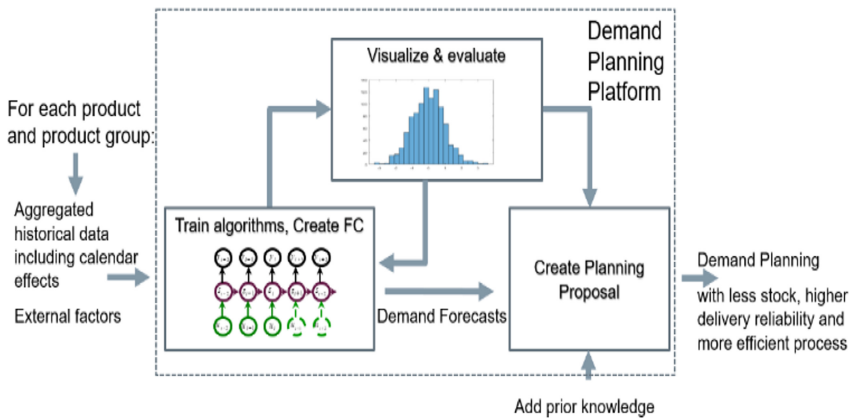 Demand
Planning
Platform
Visualize & evaluate
For each product
and product group:
Aggregated
historical data
including calendar
effects
External factors
Train algorithms, Create FC
Demand Forecasts
Create Planning
Proposal
Demand Planning
with less stock, higher
delivery reliability and
more efficient process
Add prior knowledge